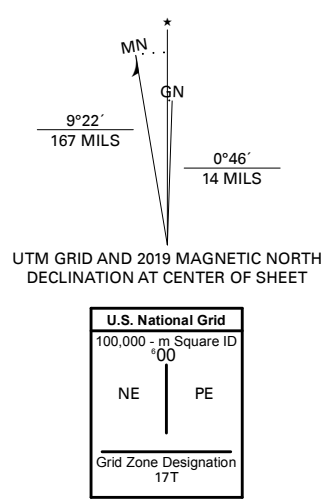 ★
MN
GN
9°22´
167 MILS
0°46´
14 MILS
UTM GRID AND 2019 MAGNETIC NORTH
DECLINATION AT CENTER OF SHEET
U.S. National Grid
100,000 - m Square ID
⁶00
NE PE
Grid Zone Designation
17T